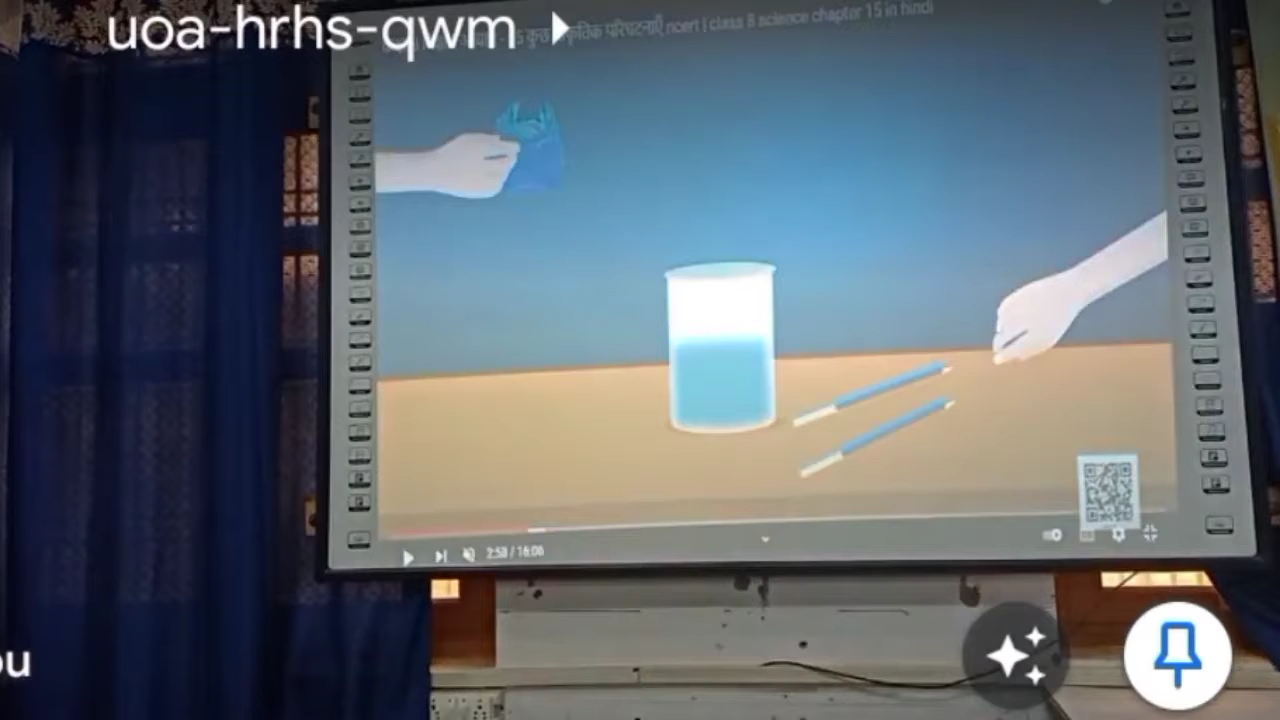 uoa-hrhs-qwm
कुछ प्राकृतिक परिघटनाएँ ncert | class 8 science chapter 15 in hindi
2:58 / 16:06
ou